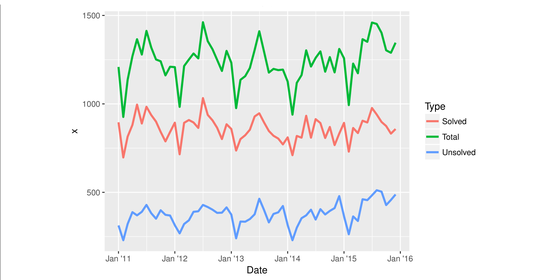 1500
1000
500
x
Jan '11 Jan '12 Jan '13 Jan '14 Jan '15 Jan '16
Date
Type
Solved
Total
Unsolved